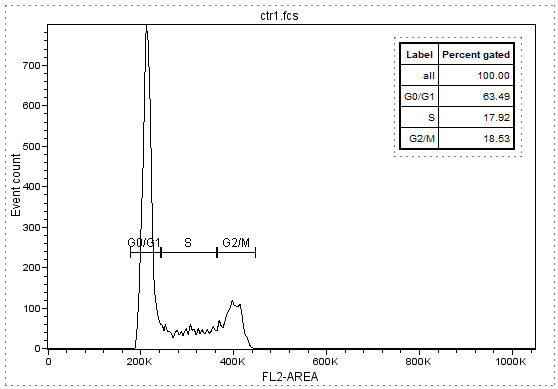 ctr1.fcs
Label Percent gated
all 100.00
G0/G1 63.49
S 17.92
G2/M 18.53
700
600
500
400
300
200
100
0
Event count
G0/G1 S G2/M
0 200K 400K 600K 800K 1000K
FL2-AREA